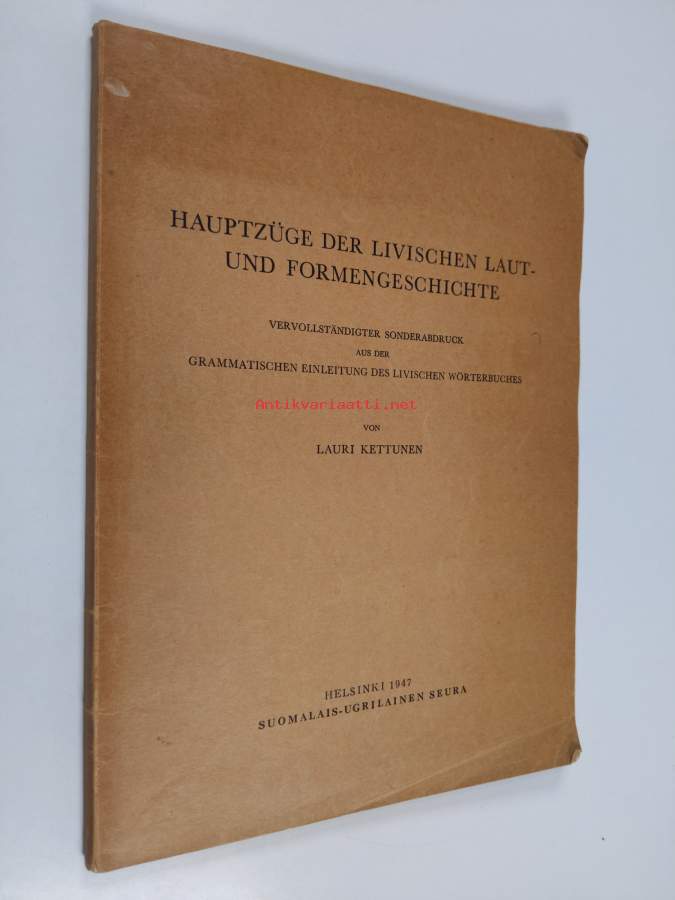 HAUPTZÜGE DER LIVISCHEN LAUT-
UND FORMENGESCHICHTE
VERVOLLSTÄNDIGTER SONDERABDRUCK
AUS DER
GRAMMATISCHEN EINLEITUNG DES LIVISCHEN WÖRTERBUCHES
Antikvariaatti.net
VON
LAURI KETTUNEN
HELSINKI 1947
SUOMALAIS-UGRILAINEN SEURA